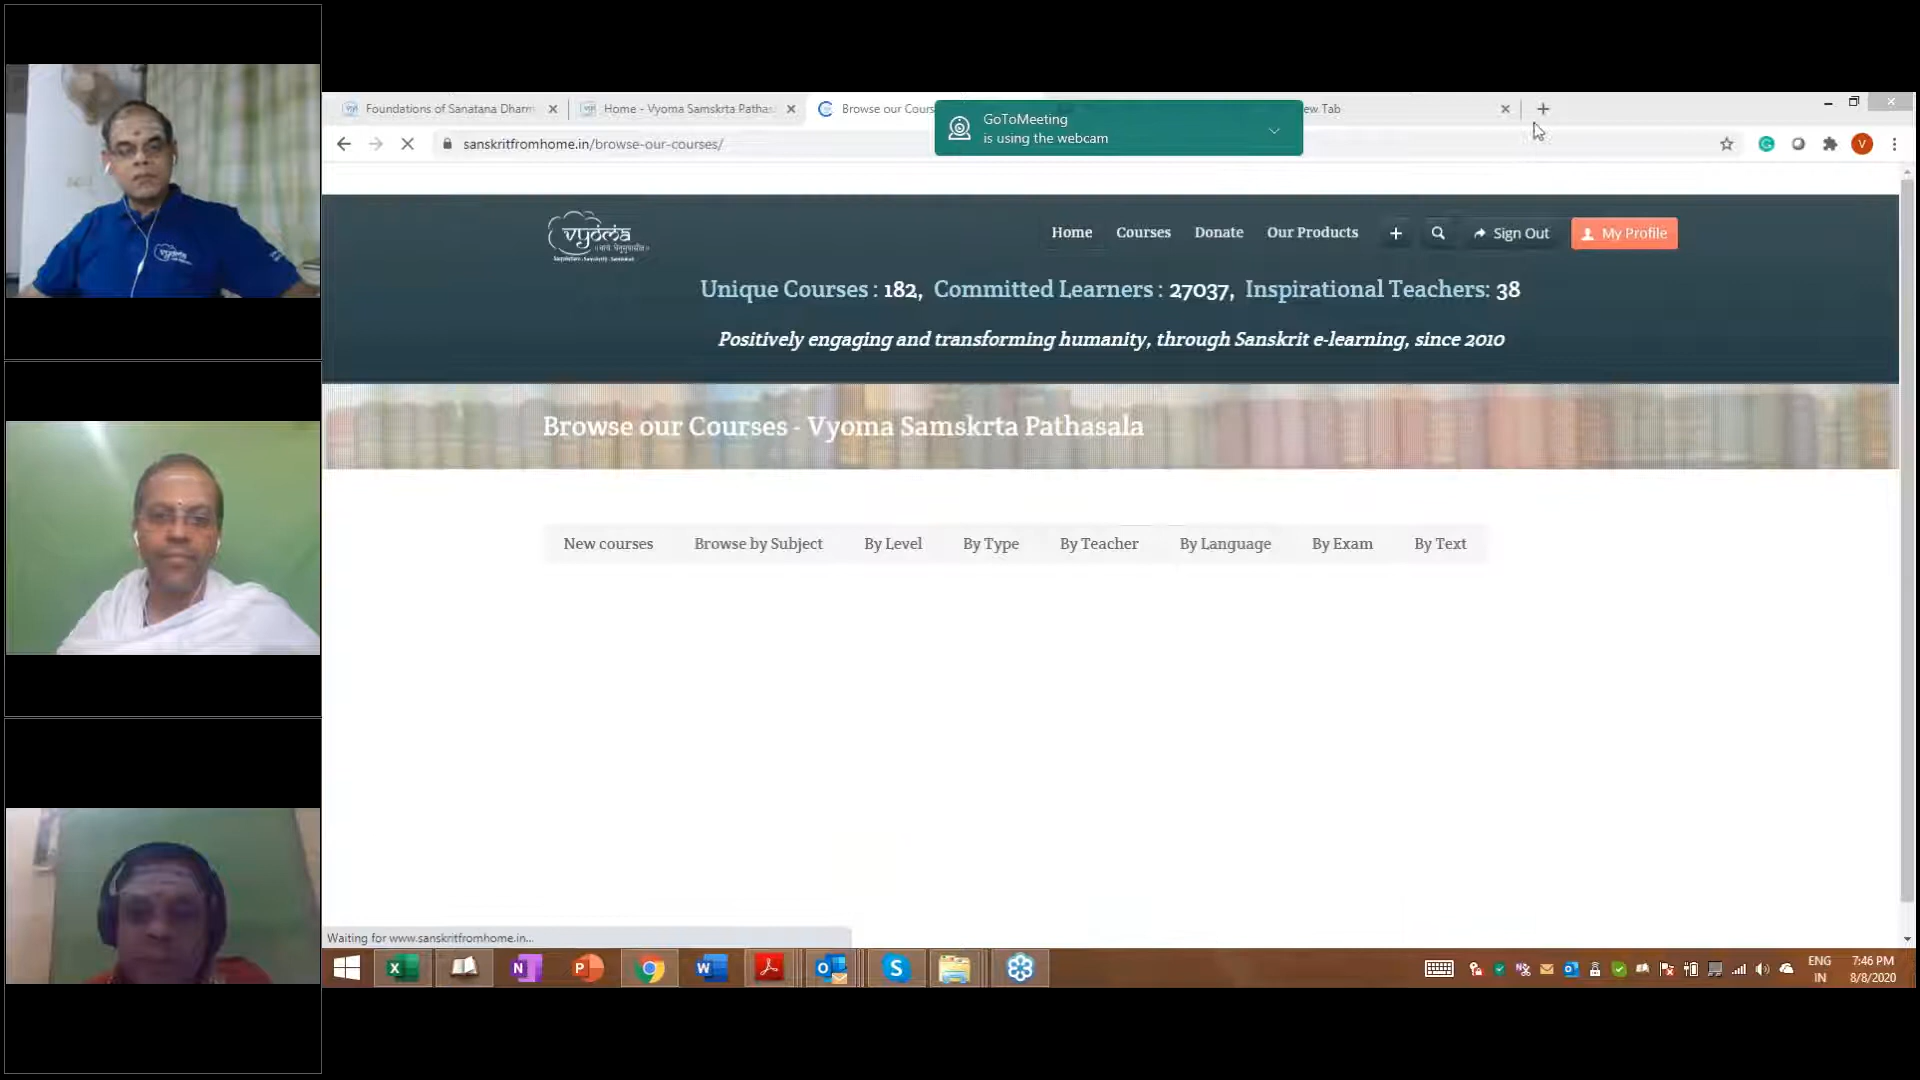 Foundations of Sanatana Dharm
Home - Vyoma Samskrta Pathas
Browse our Cours
ew Tab
GoToMeeting
is using the webcam
sanskritfromhome.in/browse-our-courses/
V
vyoma
Home
Courses
Donate
Our Products
Sign Out
My Profile
Unique Courses : 182, Committed Learners : 27037, Inspirational Teachers: 38
Positively engaging and transforming humanity, through Sanskrit e-learning, since 2010
Browse our Courses - Vyoma Samskrta Pathasala
New courses
Browse by Subject
By Level
By Type
By Teacher
By Language
By Exam
By Text
Waiting for www.sanskritfromhome.in...
ENG
IN
7:46 PM
8/8/2020